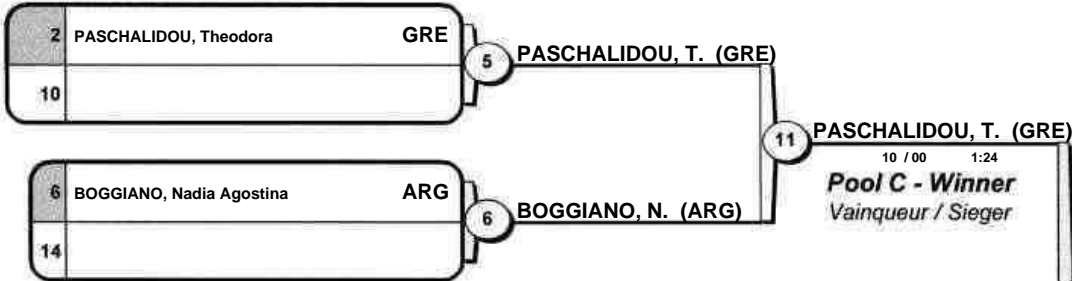 2 PASCHALIDOU, Theodora GRE
10
5 PASCHALIDOU, T. (GRE)
6 BOGGIANO, Nadia Agostina ARG
14
6 BOGGIANO, N. (ARG)
11 PASCHALIDOU, T. (GRE)
10 / 00 1:24
Pool C - Winner
Vainqueur / Sieger